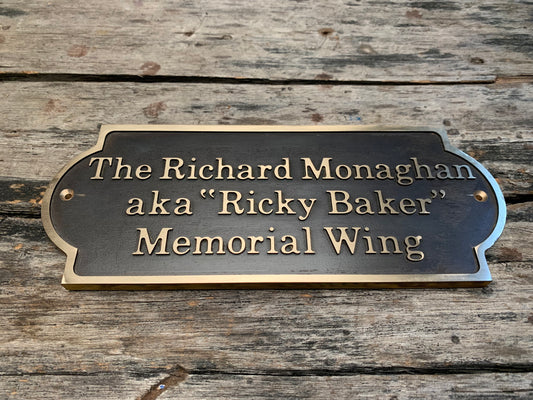 The Richard Monaghan
aka “Ricky Baker”
Memorial Wing